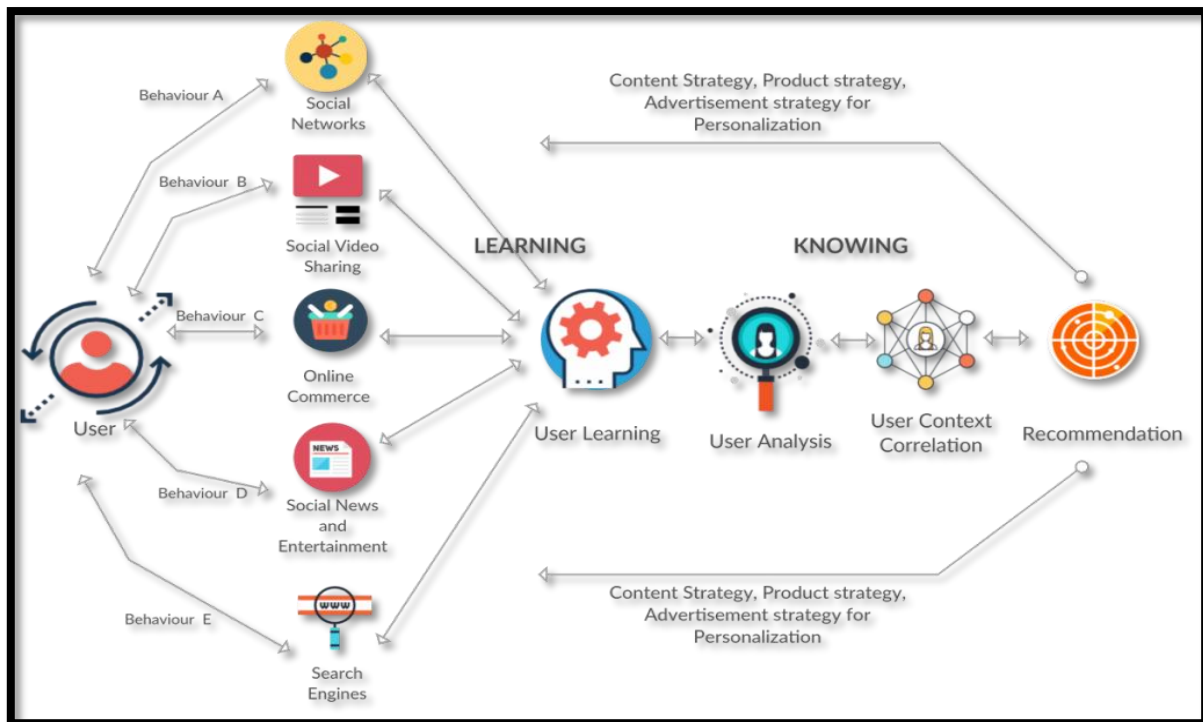 Behaviour A
Social
Networks
Behaviour B
Social Video
Sharing
Behaviour C
Online
Commerce
User
NEWS
Behaviour D
Social News
and
Entertainment
Behaviour E
www
Search
Engines
LEARNING
User Learning
KNOWING
User Analysis
User Context
Correlation
Recommendation
Content Strategy, Product strategy,
Advertisement strategy for
Personalization
Content Strategy, Product strategy,
Advertisement strategy for
Personalization